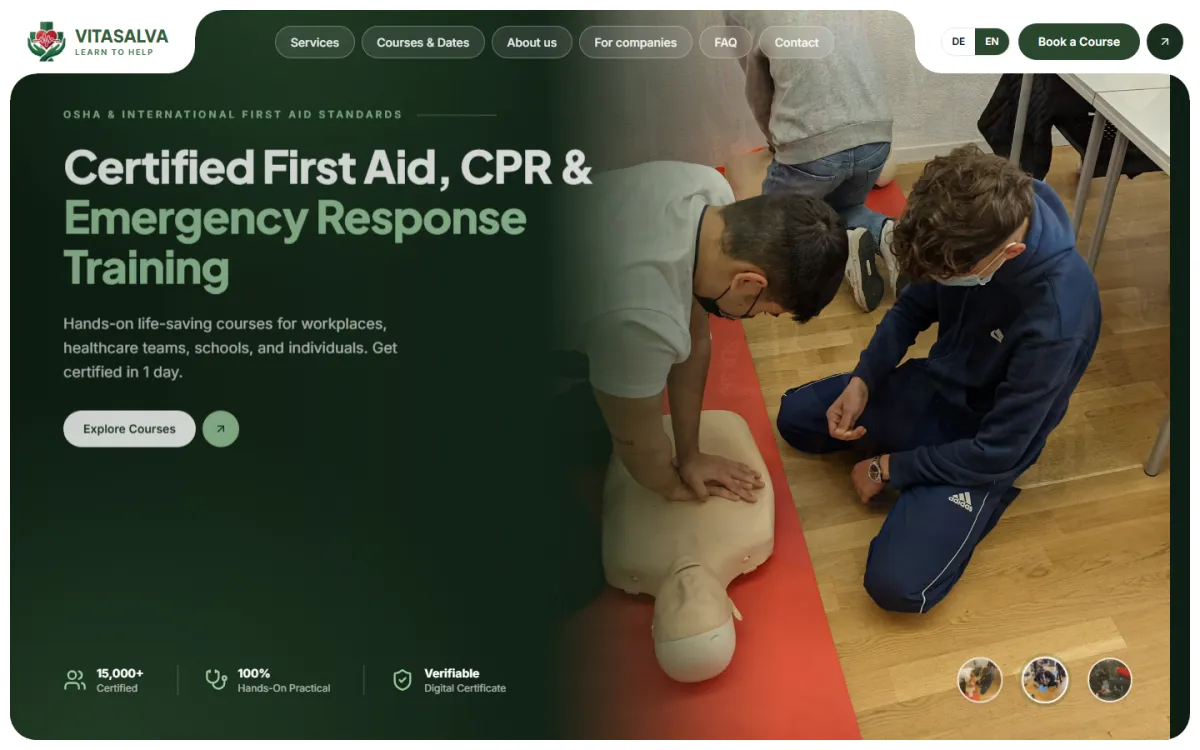 VITASALVA
LEARN TO HELP
Services
Courses & Dates
About us
For companies
FAQ
Contact
DE
EN
Book a Course
OSHA & INTERNATIONAL FIRST AID STANDARDS
Certified First Aid, CPR &
Emergency Response
Training
Hands-on life-saving courses for workplaces,
healthcare teams, schools, and individuals. Get
certified in 1 day.
Explore Courses
adidas
15,000+
Certified
100%
Hands-On Practical
Verifiable
Digital Certificate